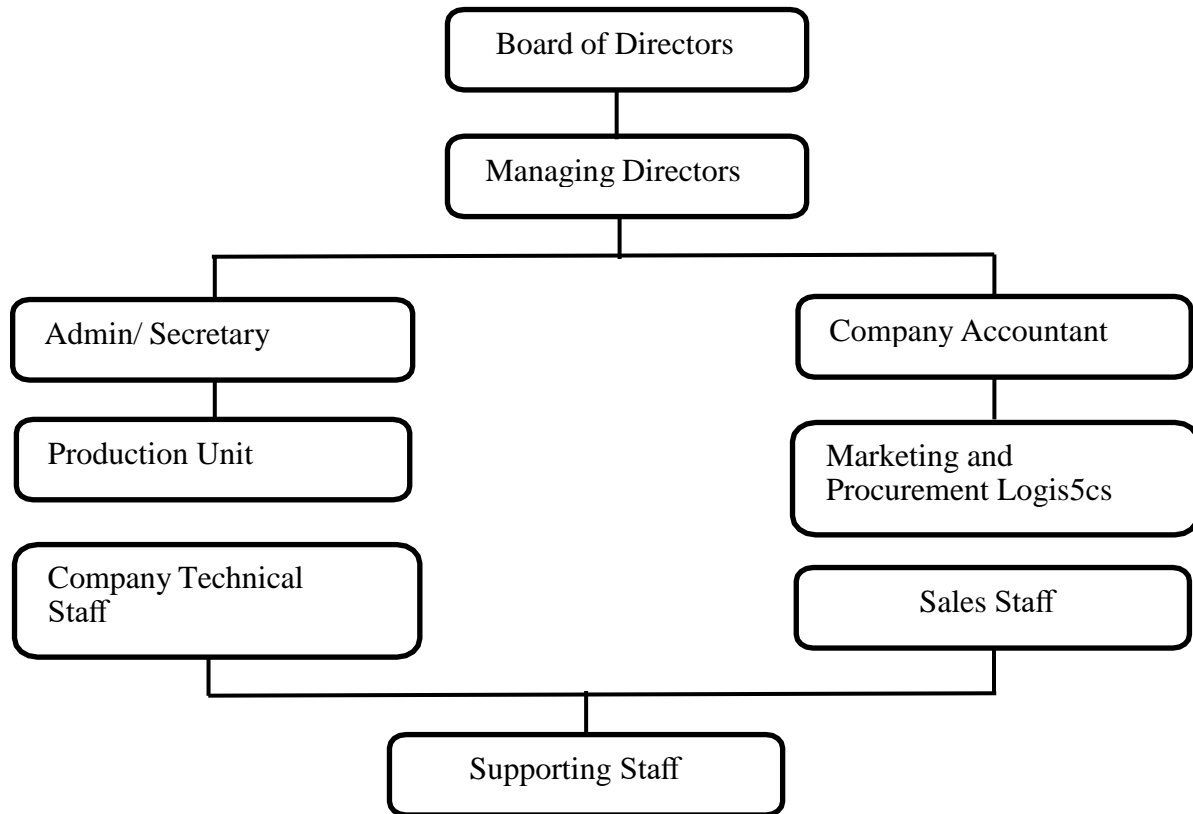 Board of Directors
Managing Directors
Admin/ Secretary
Company Accountant
Production Unit
Marketing and
Procurement Logis5cs
Company Technical
Staff
Sales Staff
Supporting Staff